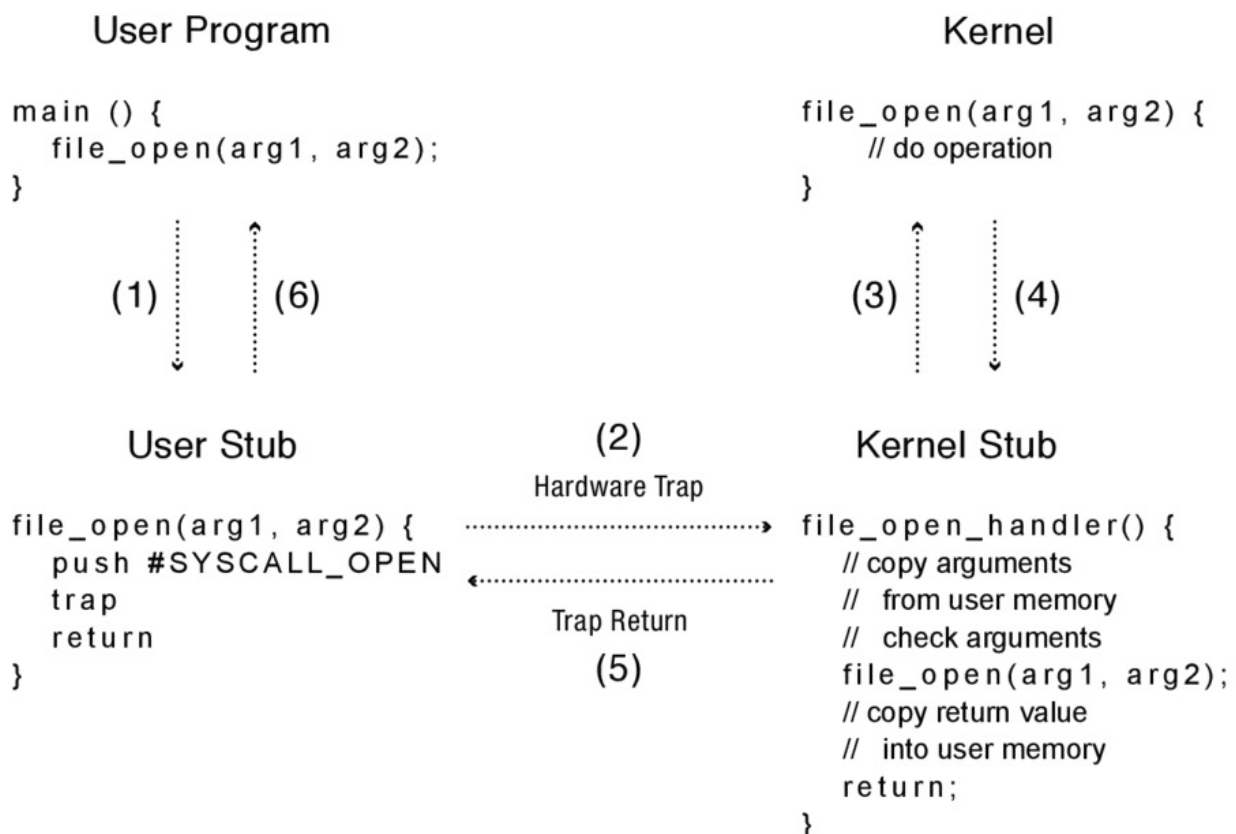 User Program
main () {
file_open(arg1, arg2);
}
(1)
(6)
User Stub
file_open(arg1, arg2) {
push #SYSCALL_OPEN
trap
return
}
(2)
Hardware Trap
Trap Return
(5)
Kernel
file_open(arg1, arg2) {
// do operation
}
(3)
(4)
Kernel Stub
file_open_handler() {
// copy arguments
// from user memory
// check arguments
file_open(arg1, arg2);
// copy return value
// into user memory
return;
}